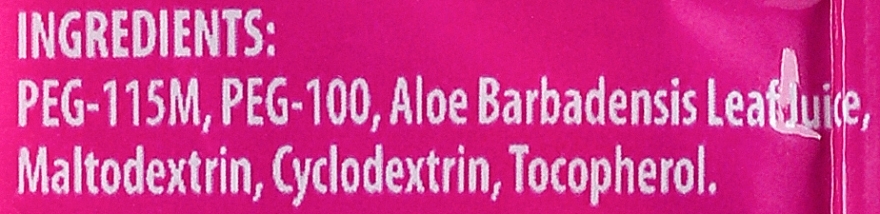 INGREDIENTS:
PEG-115M, PEG-100, Aloe Barbadensis Leaf Juice,
Maltodextrin, Cyclodextrin, Tocopherol.